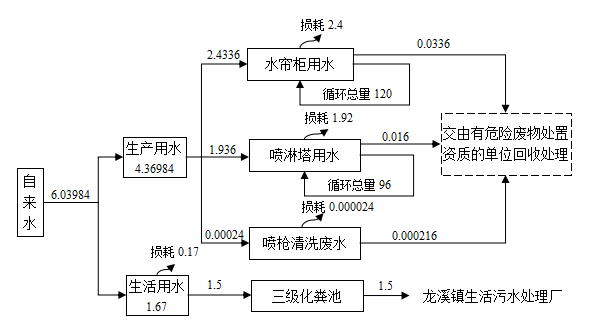 损耗 2.4
2.4336
水帘柜用水
0.0336
循环总量 120
损耗 1.92
生产用水
4.36984
1.936
喷淋塔用水
0.016
循环总量 96
交由有危险废物处置
资质的单位回收处理
自来水
6.03984
损耗 0.000024
0.00024
喷枪清洗废水
0.000216
损耗 0.17
生活用水
1.67
1.5
三级化粪池
1.5
龙溪镇生活污水处理厂